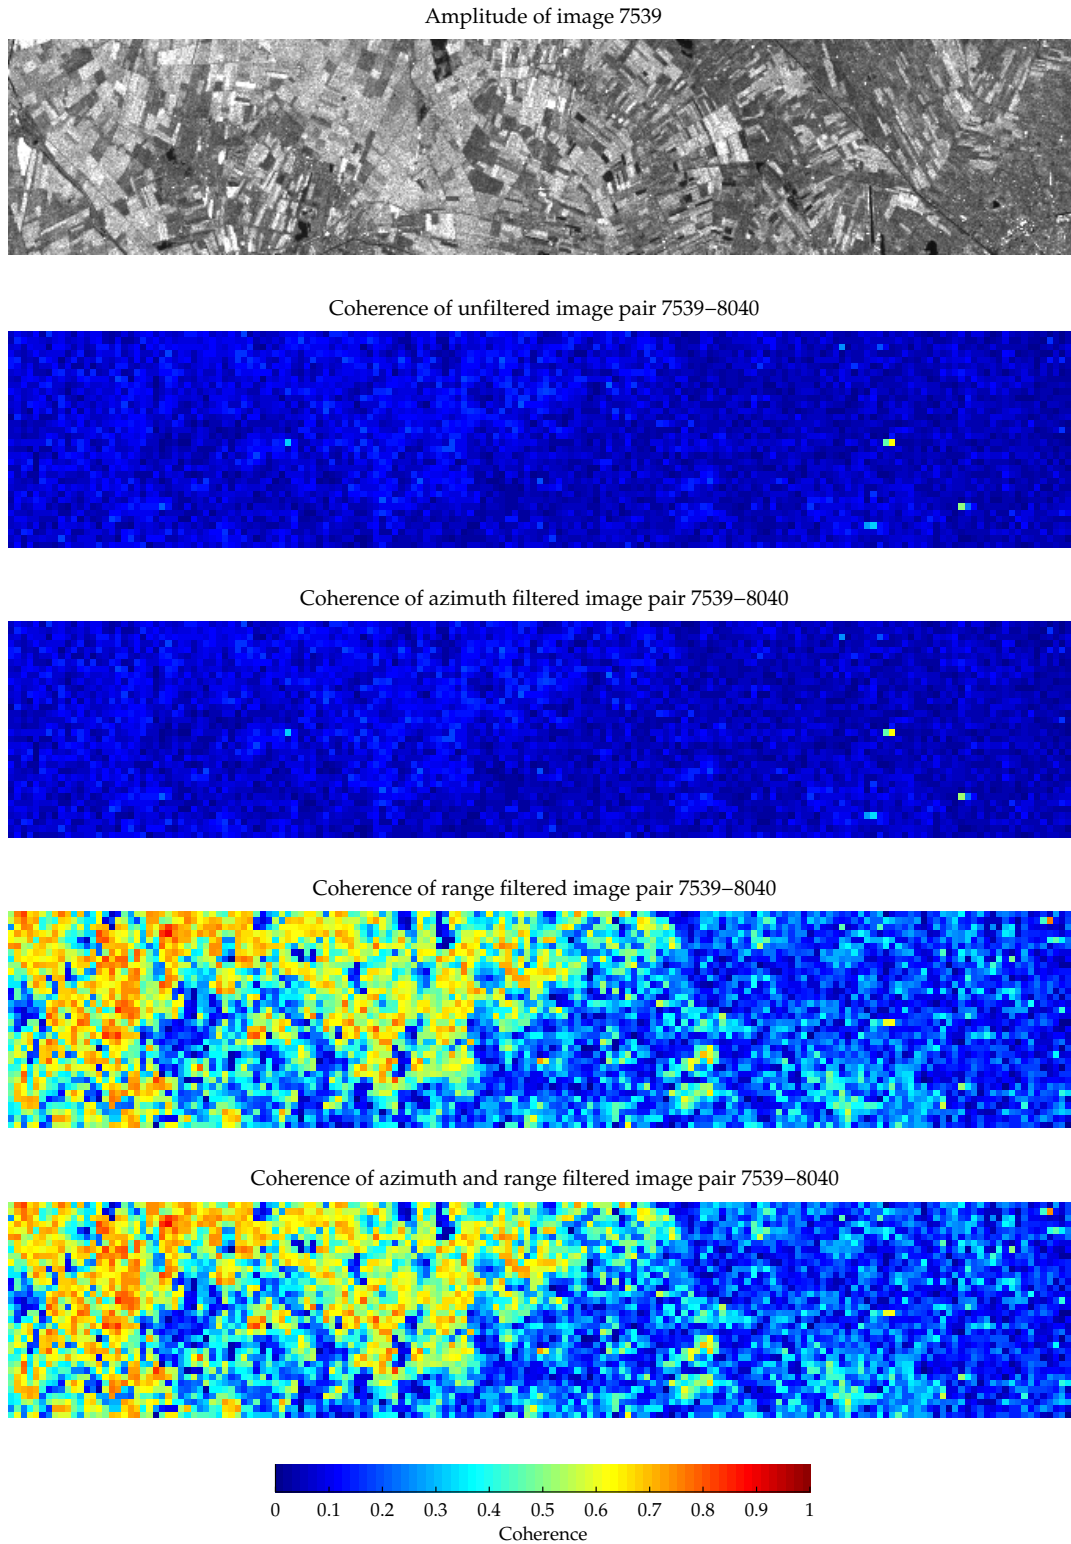 Amplitude of image 7539
Coherence of unfiltered image pair 7539−8040
Coherence of azimuth filtered image pair 7539−8040
Coherence of range filtered image pair 7539−8040
Coherence of azimuth and range filtered image pair 7539−8040
0 0.1 0.2 0.3 0.4 0.5 0.6 0.7 0.8 0.9 1
Coherence